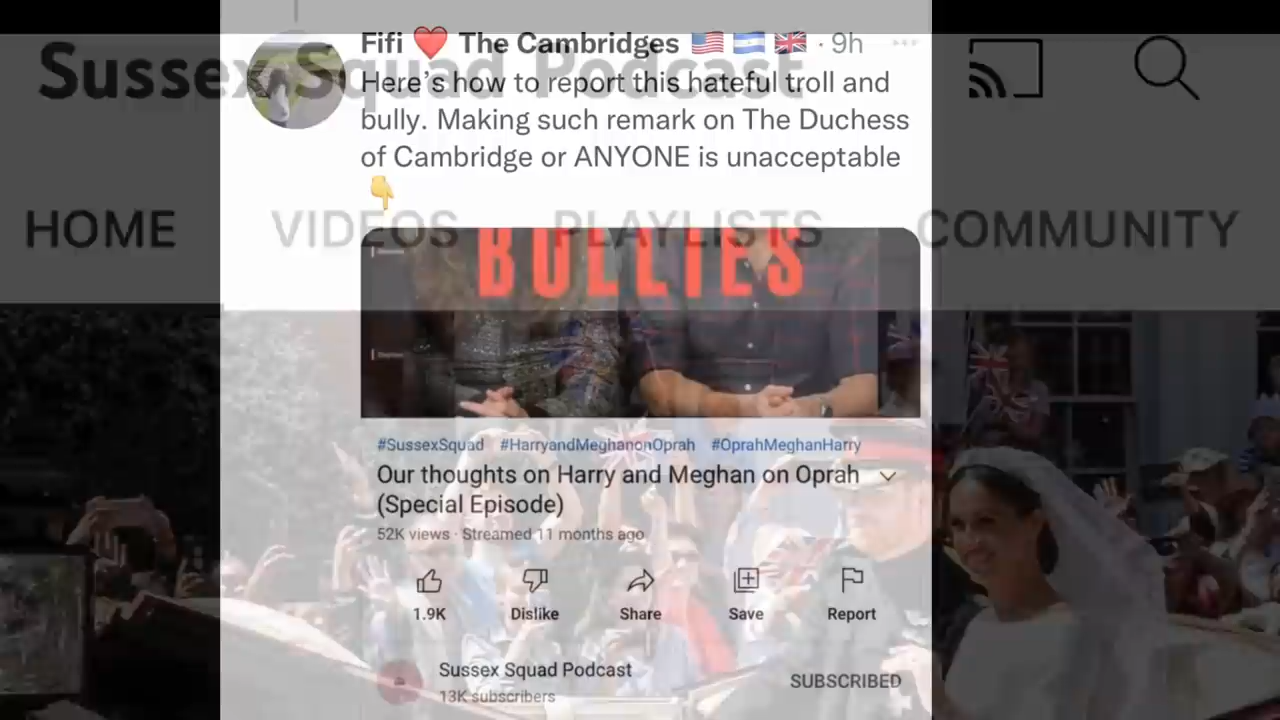 Fifi ❤️ The Cambridges 🇺🇸 🇸🇻 🇬🇧 · 9h
Sussex Squad Podcast
Here’s how to report this hateful troll and
bully. Making such remark on The Duchess
of Cambridge or ANYONE is unacceptable
👇
HOME VIDEOS PLAYLISTS COMMUNITY
BULLIES
#SussexSquad #HarryandMeghanonOprah #OprahMeghanHarry
Our thoughts on Harry and Meghan on Oprah
(Special Episode)
52K views · Streamed 11 months ago
1.9K Dislike Share Save Report
Sussex Squad Podcast
13K subscribers
SUBSCRIBED